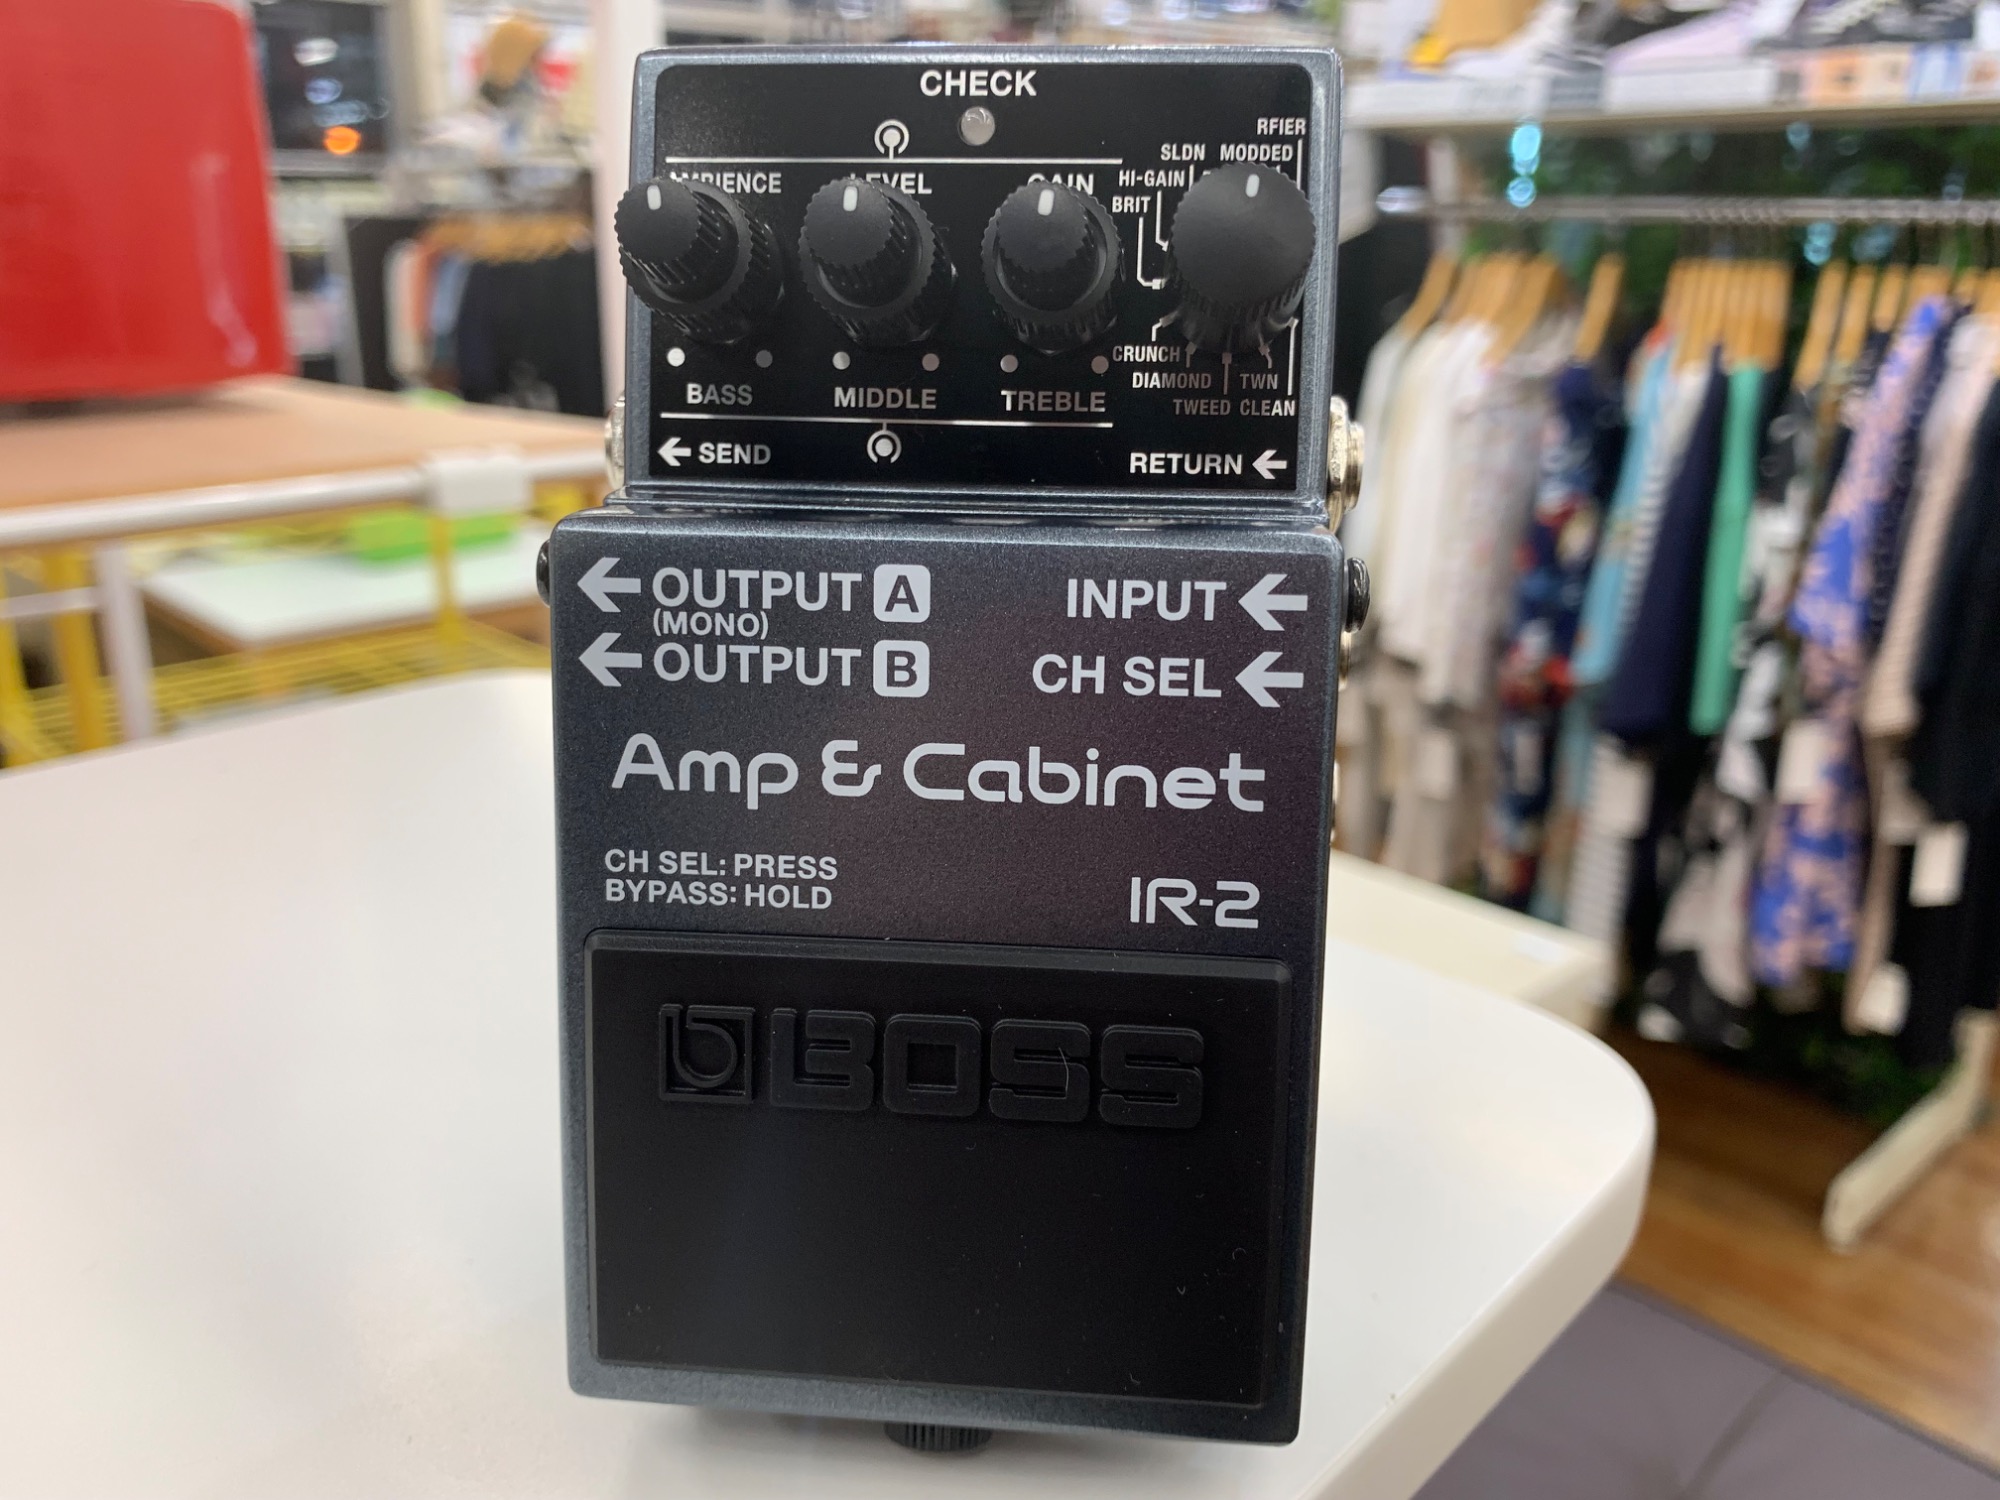 CHECK
RFIER
SLDN MODDED
AMBIENCE LEVEL GAIN HI-GAIN
BRIT
CRUNCH
DIAMOND TWN
BASS MIDDLE TREBLE TWEED CLEAN
SEND RETURN
OUTPUT A INPUT
(MONO)
OUTPUT B CH SEL
Amp & Cabinet
CH SEL: PRESS
BYPASS: HOLD
IR-2
BOSS